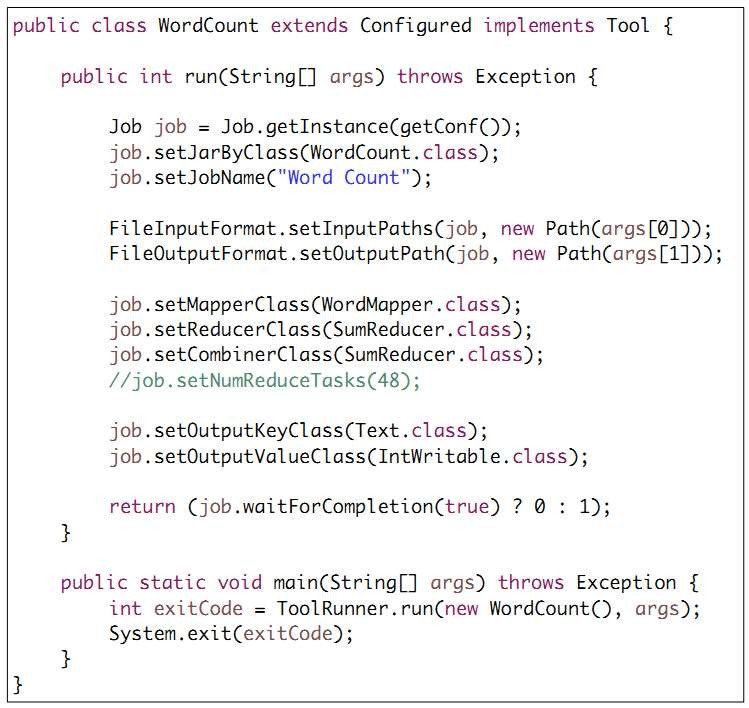 public class WordCount extends Configured implements Tool {
public int run(String[] args) throws Exception {
Job job = Job.getInstance(getConf());
job.setJarByClass(WordCount.class);
job.setJobName("Word Count");
FileInputFormat.setInputPaths(job, new Path(args[0]));
FileOutputFormat.setOutputPath(job, new Path(args[1]));
job.setMapperClass(WordMapper.class);
job.setReducerClass(SumReducer.class);
job.setCombinerClass(SumReducer.class);
//job.setNumReduceTasks(48);
job.setOutputKeyClass(Text.class);
job.setOutputValueClass(IntWritable.class);
return (job.waitForCompletion(true) ? 0 : 1);
}
public static void main(String[] args) throws Exception {
int exitCode = ToolRunner.run(new WordCount(), args);
System.exit(exitCode);
}
}